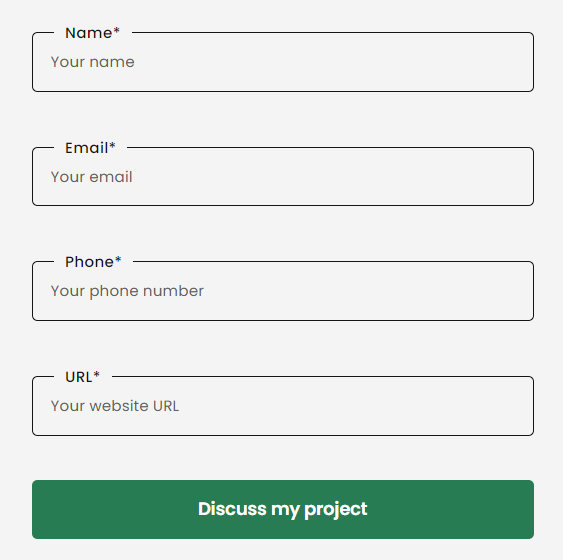 Name*
Your name
Email*
Your email
Phone*
Your phone number
URL*
Your website URL
Discuss my project